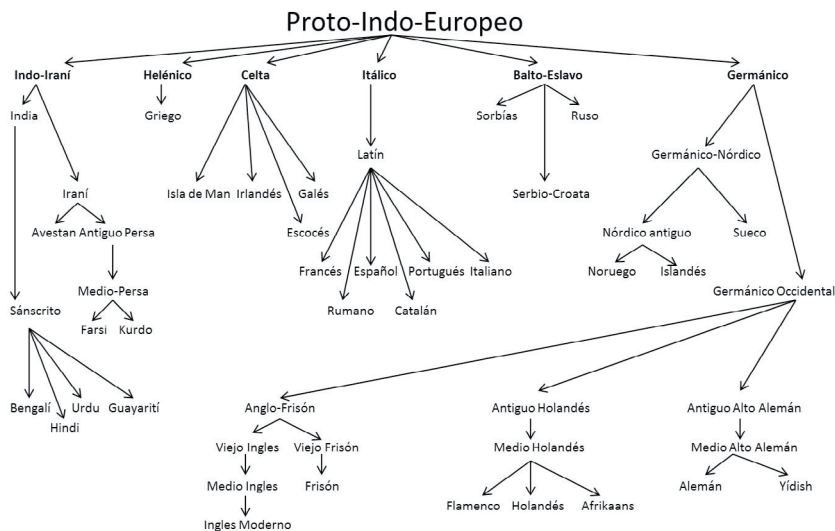 Proto-Indo-Europeo
Indo-Iraní Helénico Celta Itálico Balto-Eslavo Germánico
India Griego Sorbías Ruso
Latín Germánico-Nórdico
Iraní Isla de Man Irlandés Galés Serbio-Croata
Avestan Antiguo Persa Escocés Nórdico antiguo Sueco
Francés Español Portugués Italiano Noruego Islandés
Medio-Persa Germánico Occidental
Sánscrito Rumano Catalán
Farsi Kurdo
Bengalí Urdu Guayarití Anglo-Frisón Antiguo Holandés Antiguo Alto Alemán
Hindi
Viejo Ingles Viejo Frisón Medio Holandés Medio Alto Alemán
Medio Ingles Frisón Alemán Yídish
Flamenco Holandés Afrikaans
Ingles Moderno